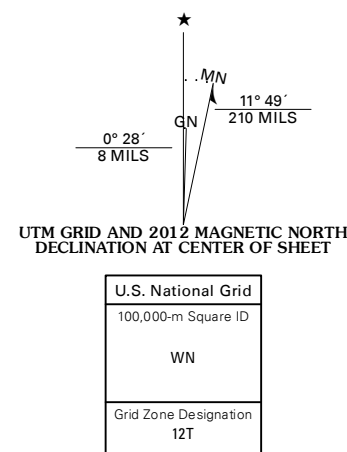 ★
MN
11° 49´
210 MILS
GN
0° 28´
8 MILS
UTM GRID AND 2012 MAGNETIC NORTH
DECLINATION AT CENTER OF SHEET
U.S. National Grid
100,000-m Square ID
WN
Grid Zone Designation
12T